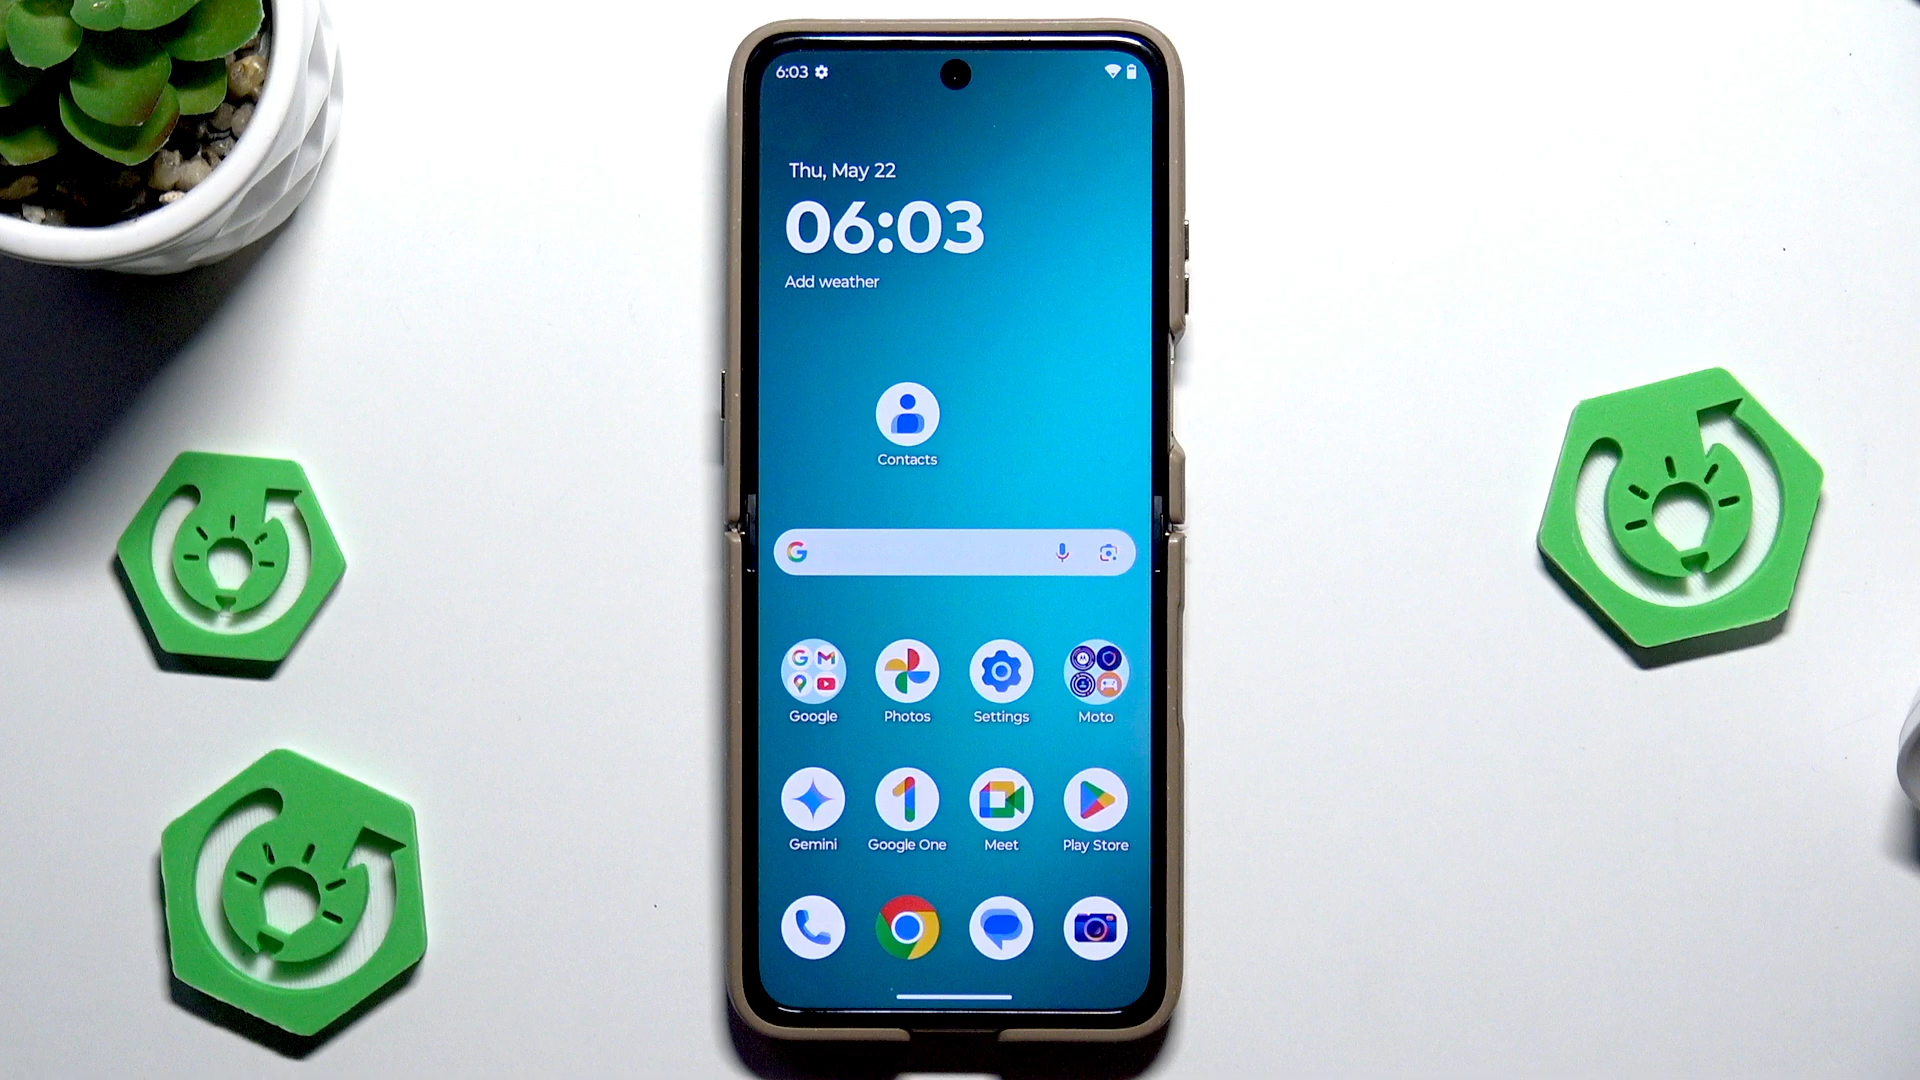 6:03
Thu, May 22
06:03
Add weather
Contacts
Google
Photos
Settings
Moto
Gemini
Google One
Meet
Play Store